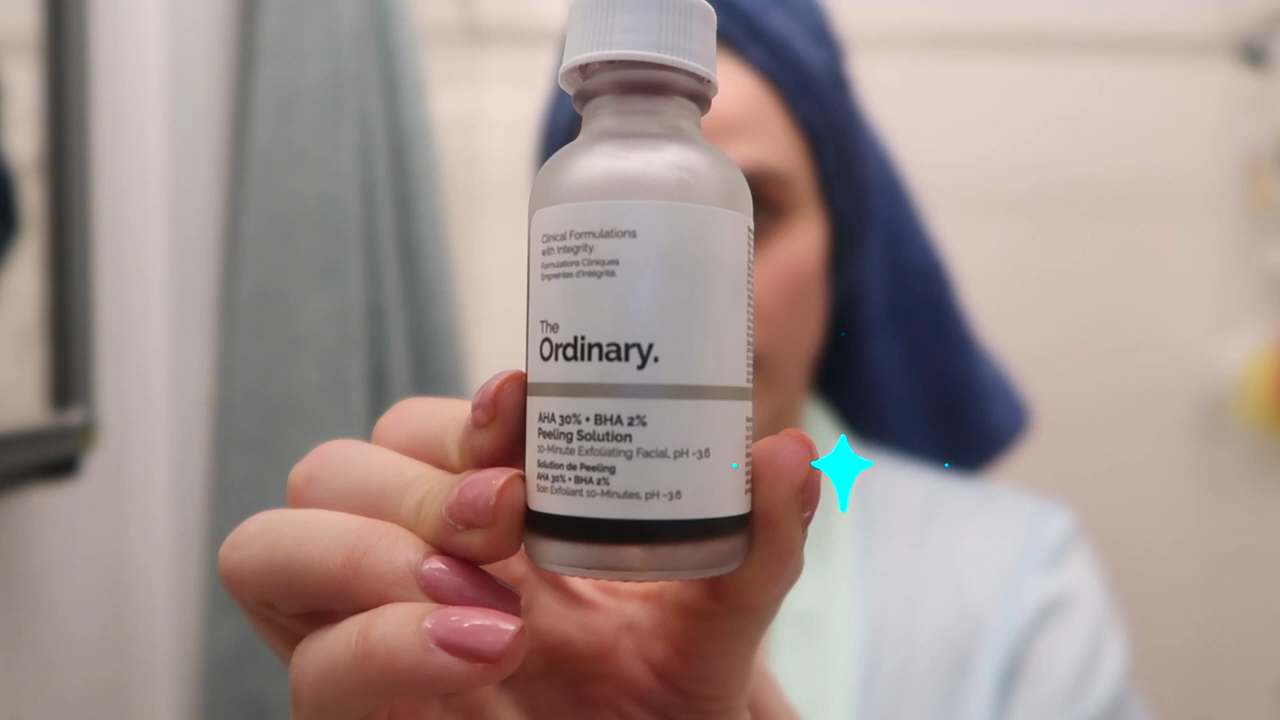 Clinical Formulations
with Integrity.
Formulations Cliniques
Empreintes d'Intégrité.
The
Ordinary.
AHA 30% + BHA 2%
Peeling Solution
10-Minute Exfoliating Facial, pH ~3.6
Solution de Peeling
AHA 30% + BHA 2%
Soin Exfoliant 10-Minutes, pH ~3.6